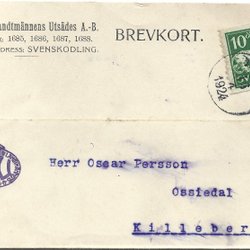 andtmännens Utsädes A.-B.
1685, 1686, 1687, 1688.
DRESS: SVENSKODLING.
BREVKORT.
10
1924
Herr Oscar Persson
Ossiedal
Killeber